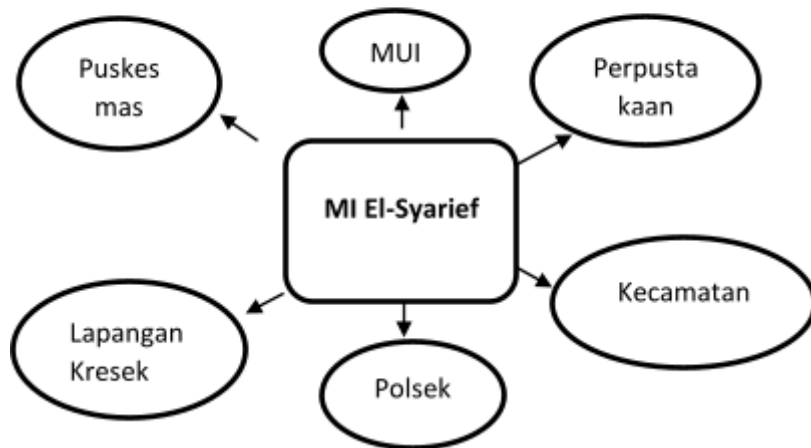 Puskes
mas
MUI
Perpusta
kaan
MI El-Syarief
Kecamatan
Lapangan
Kresek
Polsek